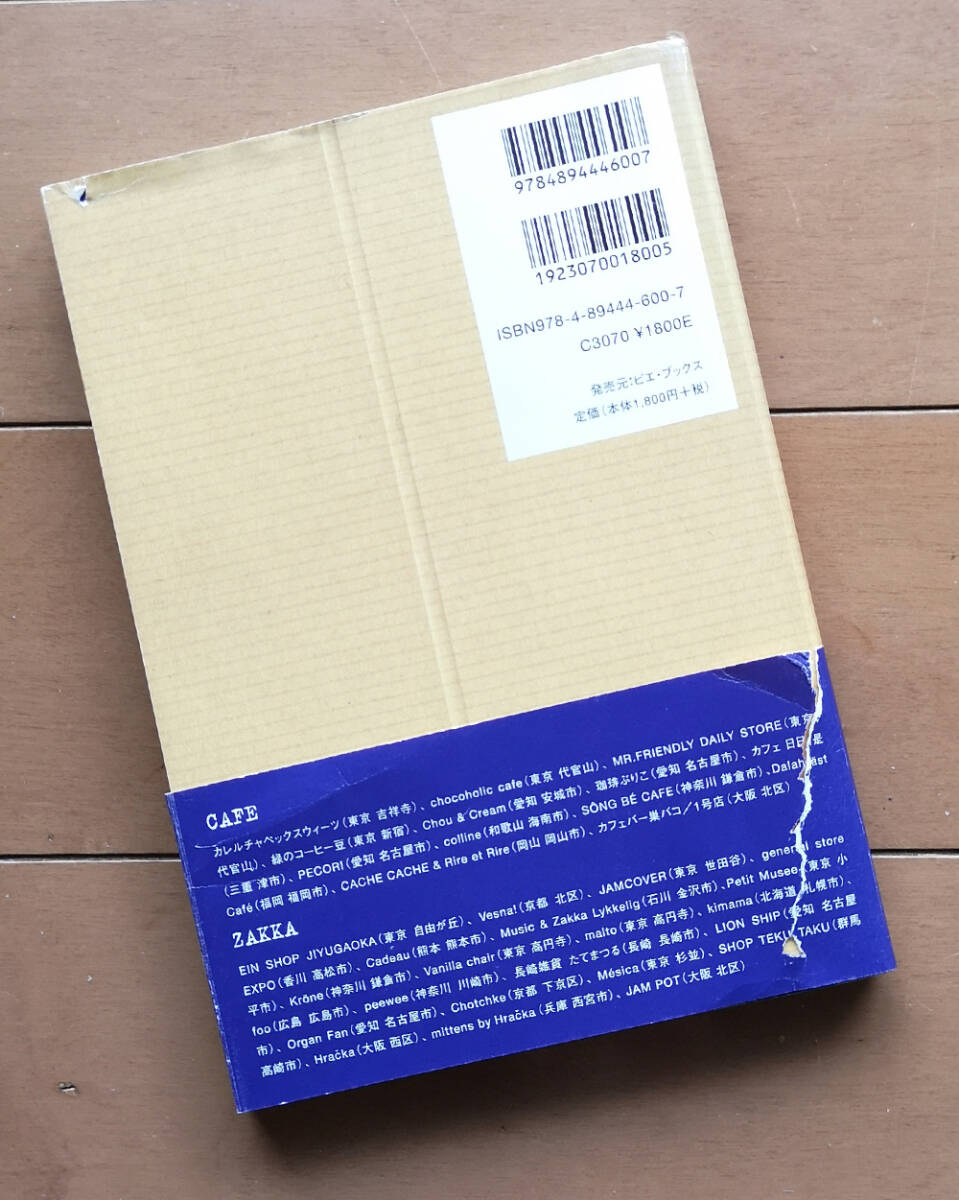 9784894446007
1923070018005
ISBN978-4-89444-600-7
C3070 ¥1800E
発売元:ピエ・ブックス
定価(本体1,800円+税)
CAFE
カレルチャペックスウィーツ(東京 吉祥寺)、chocoholic cafe(東京 代官山)、MR.FRIENDLY DAILY STORE(東京
代官山)、緑のコーヒー豆(東京 新宿)、Chou & Cream(愛知 安城市)、珈琲ぶりこ(愛知 名古屋市)、カフェ 日日是
(三重 津市)、PECORI(愛知 名古屋市)、colline(和歌山 海南市)、SÔNG BÉ CAFE(神奈川 鎌倉市)、
Café(福岡 福岡市)、CACHE CACHE & Rire et Rire(岡山 岡山市)、カフェバー巣バコ/1号店(大阪 北区)
ZAKKA
EIN SHOP JIYUGAOKA(東京 自由が丘)、Vesna!(京都 北区)、JAMCOVER(東京 世田谷)、general store
EXPO(香川 高松市)、Cadeau(熊本 熊本市)、Music & Zakka Lykkelig(石川 金沢市)、Petit Musee(東京 小
平市)、Krône(神奈川 鎌倉市)、Vanilla chair(東京 高円寺)、malto(東京 高円寺)、kimama(北海道 札幌市)、
foo(広島 広島市)、peewee(神奈川 川崎市)、長崎雑貨 たてまつる(長崎 長崎市)、LION SHIP(愛知 名古屋
市)、Organ Fan(愛知 名古屋市)、Chotchke(京都 下京区)、Mésica(東京 杉並)、SHOP TEKU TAKU(群馬
高崎市)、Hračka(大阪 西区)、mittens by Hračka(兵庫 西宮市)、JAM POT(大阪 北区)